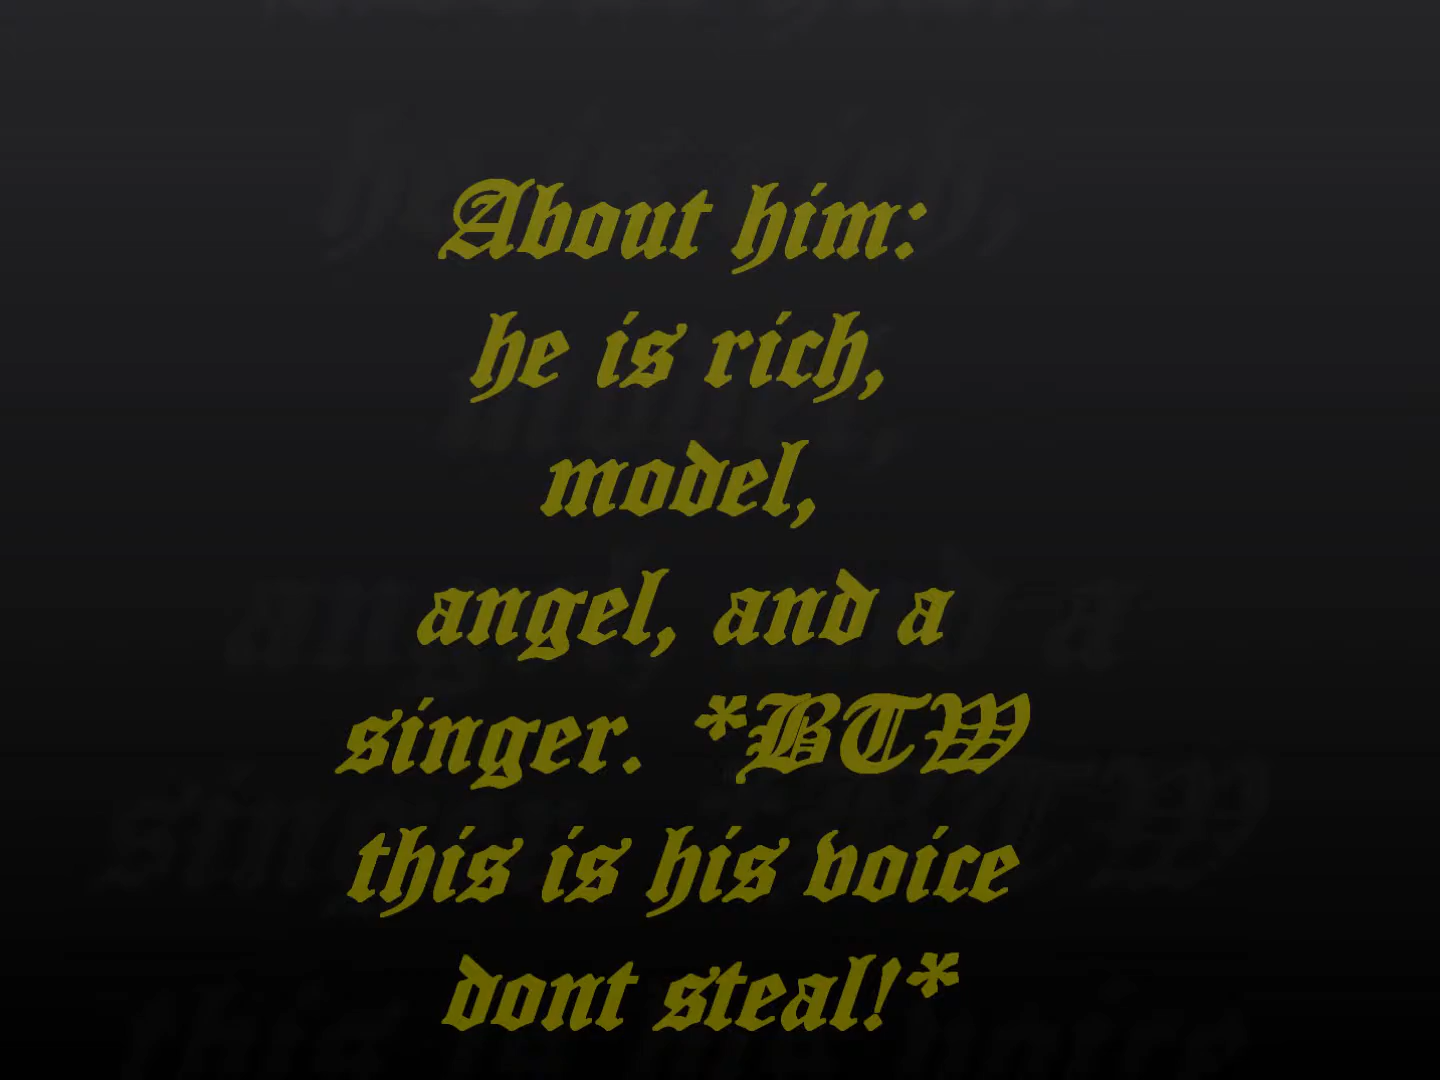 About him:
he is rich,
model,
angel, and a
singer. *BTW
this is his voice
dont steal!*